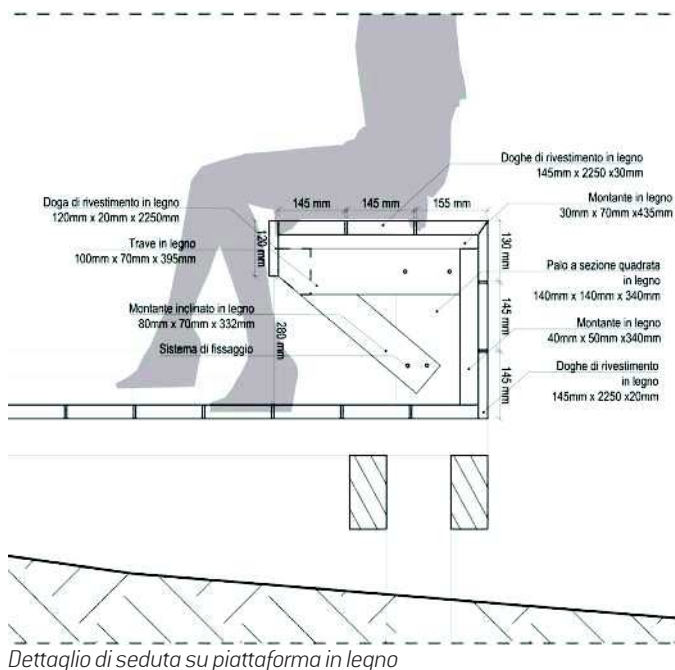 Doghe di rivestimento in legno
145mm x 2250 x30mm
145 mm
145 mm
155 mm
Doga di rivestimento in legno
120mm x 20mm x 2250mm
Montante in legno
30mm x 70mm x435mm
Trave in legno
100mm x 70mm x 395mm
120 mm
130 mm
Palo a sezione quadrata
in legno
140mm x 140mm x 340mm
Montante inclinato in legno
80mm x 70mm x 332mm
145 mm
Montante in legno
40mm x 50mm x340mm
Sistema di fissaggio
280 mm
145 mm
Doghe di rivestimento
in legno
145mm x 2250 x20mm
Dettaglio di seduta su piattaforma in legno